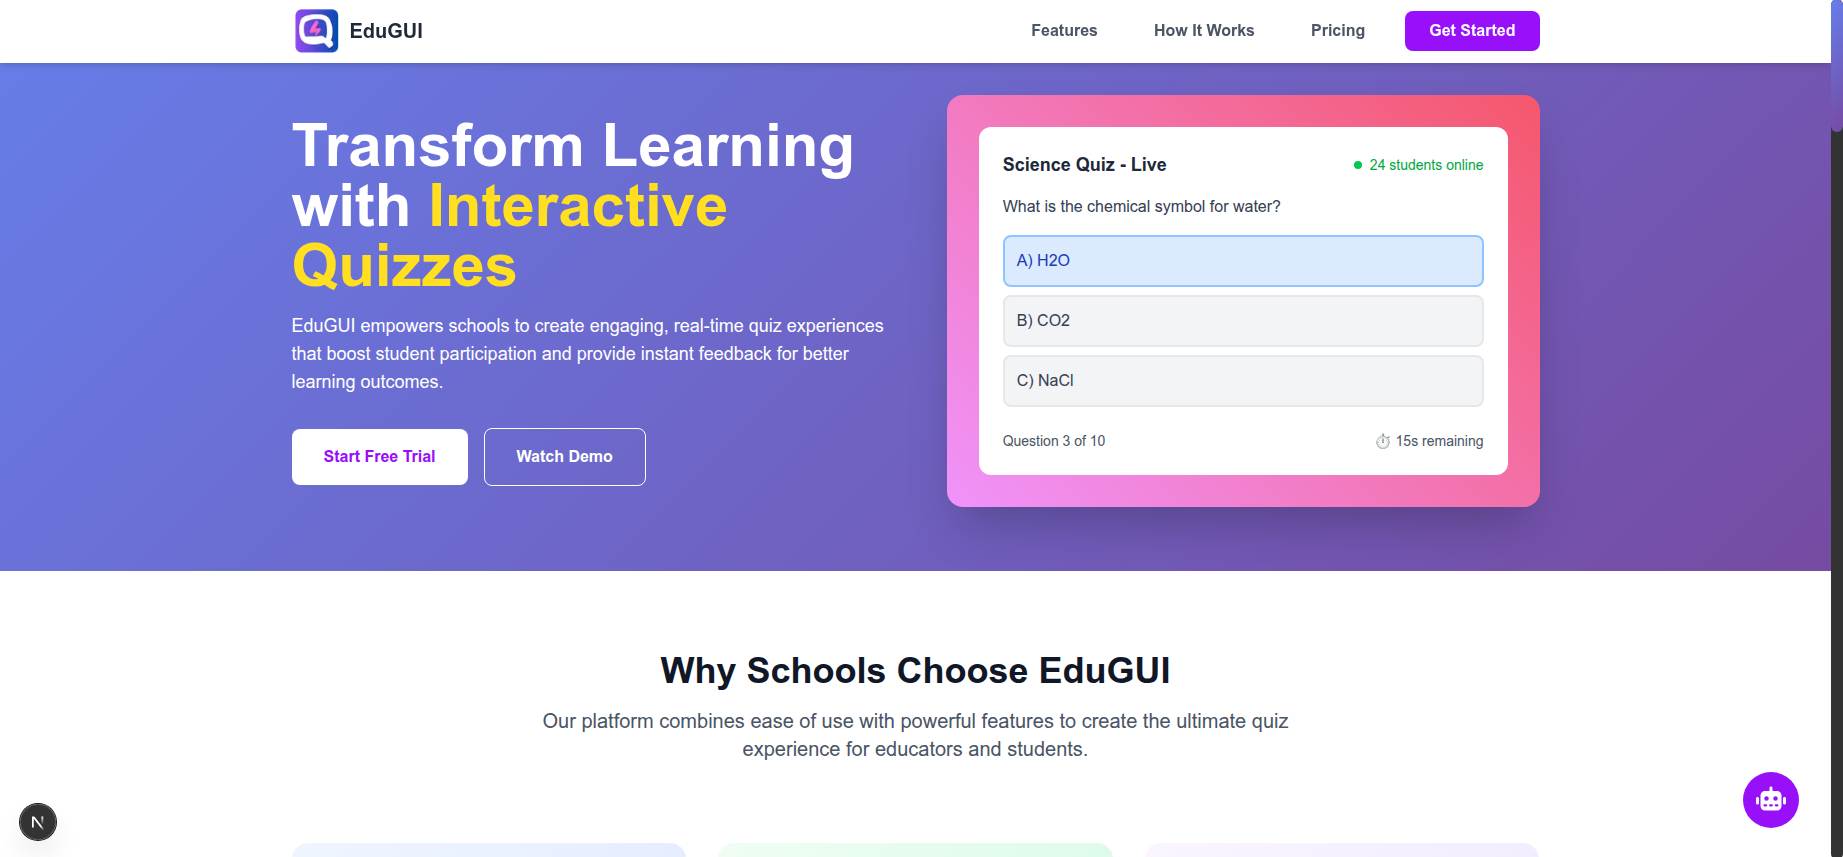 EduGUI
Features
How It Works
Pricing
Get Started
Transform Learning
with Interactive
Quizzes
EduGUI empowers schools to create engaging, real-time quiz experiences
that boost student participation and provide instant feedback for better
learning outcomes.
Start Free Trial
Watch Demo
Science Quiz - Live
24 students online
What is the chemical symbol for water?
A) H2O
B) CO2
C) NaCl
Question 3 of 10
15s remaining
Why Schools Choose EduGUI
Our platform combines ease of use with powerful features to create the ultimate quiz
experience for educators and students.
N